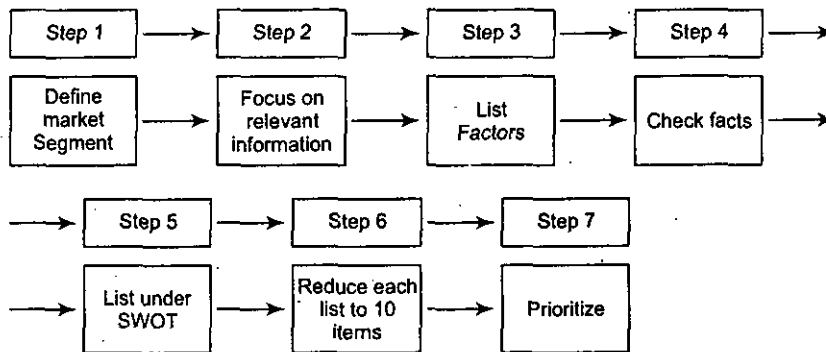 Step 1
Step 2
Step 3
Step 4
Define
market
Segment
Focus on
relevant
information
List
Factors
Check facts
Step 5
Step 6
Step 7
List under
SWOT
Reduce each
list to 10
items
Prioritize